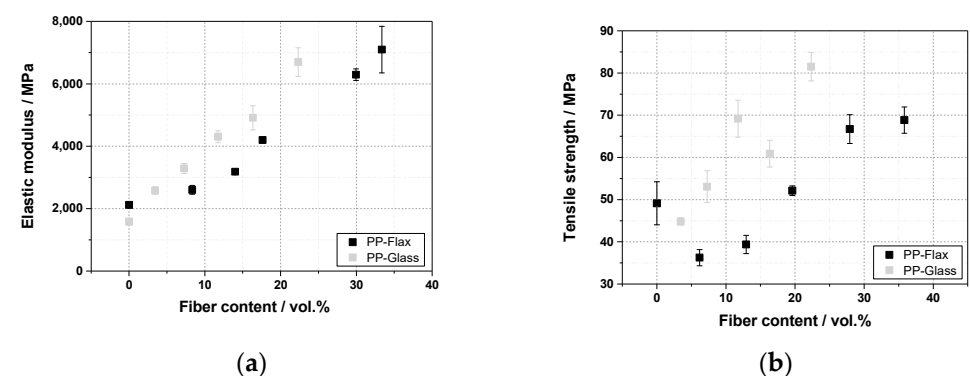 8,000
6,000
4,000
2,000
0
Elastic modulus / MPa
0 10 20 30 40
Fiber content / vol.%
PP-Flax
PP-Glass
(a)
90
80
70
60
50
40
30
Tensile strength / MPa
0 10 20 30 40
Fiber content / vol.%
PP-Flax
PP-Glass
(b)